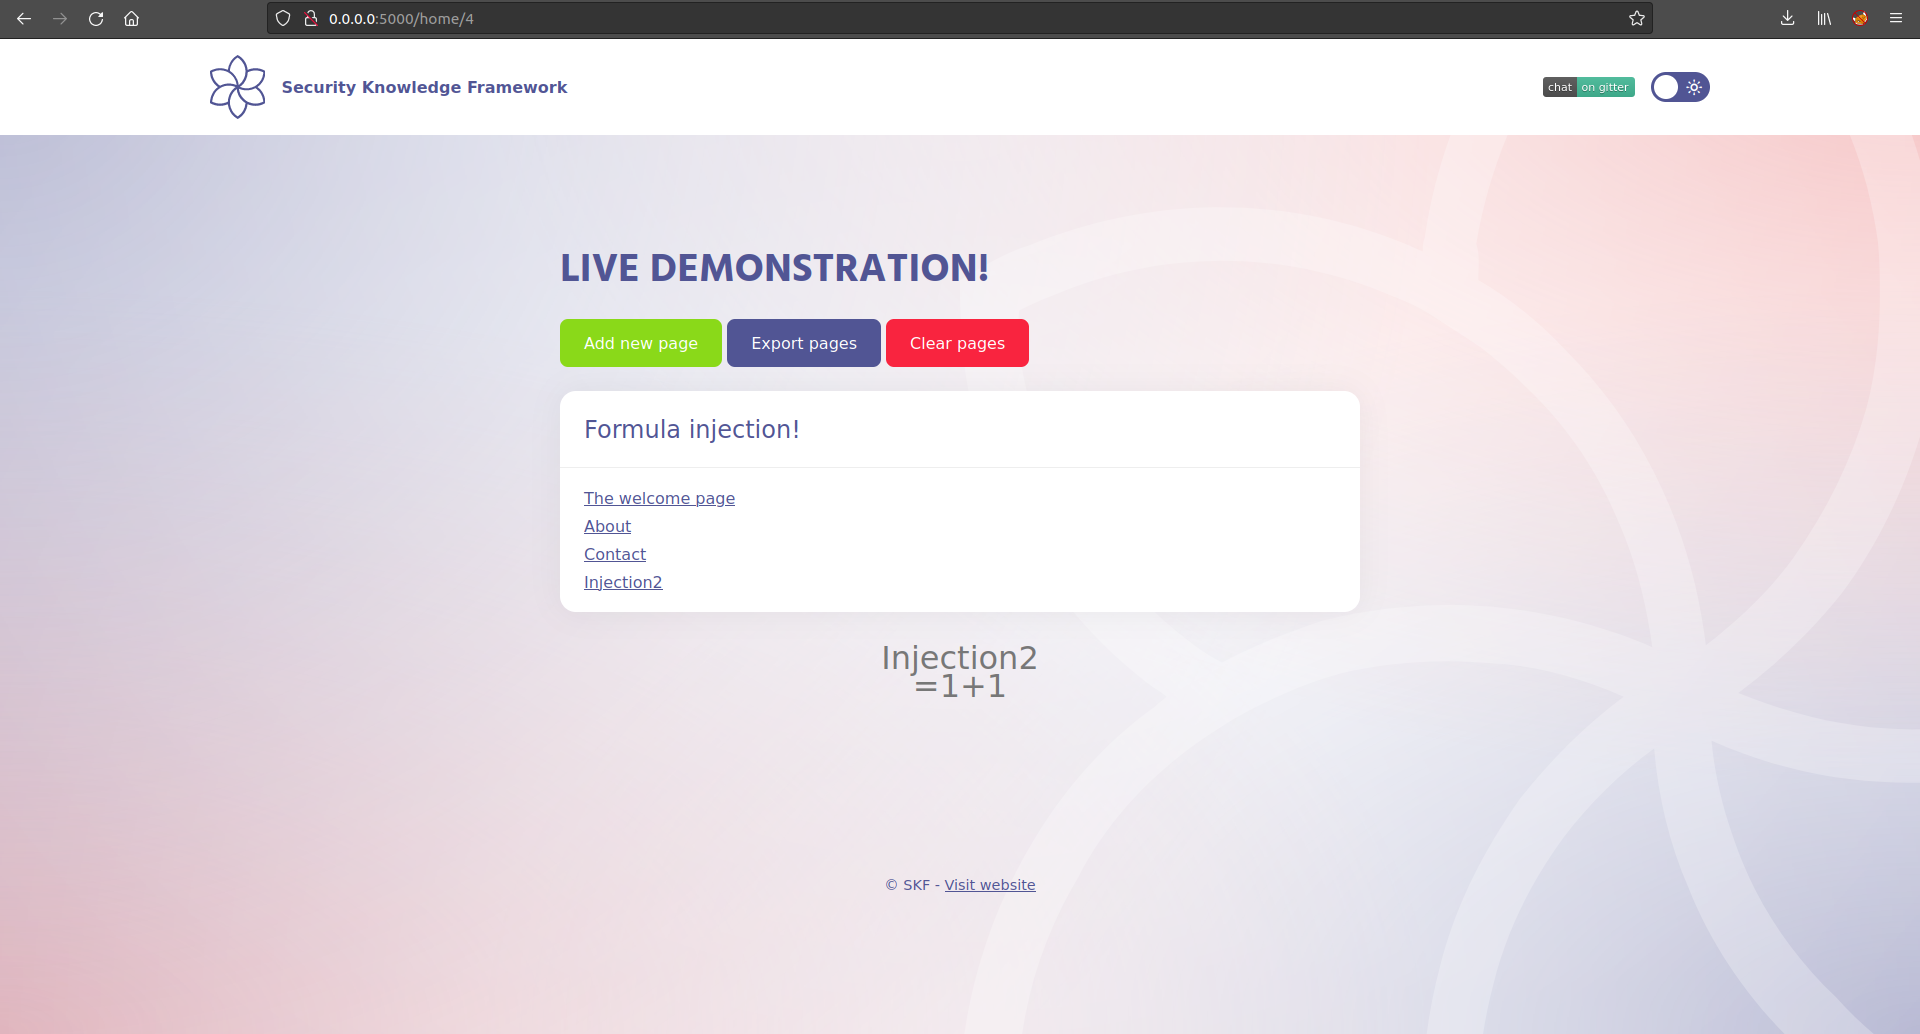 0.0.0.0:5000/home/4
Security Knowledge Framework
chat on gitter
LIVE DEMONSTRATION!
Add new page
Export pages
Clear pages
Formula injection!
The welcome page
About
Contact
Injection2
Injection2
=1+1
© SKF - Visit website